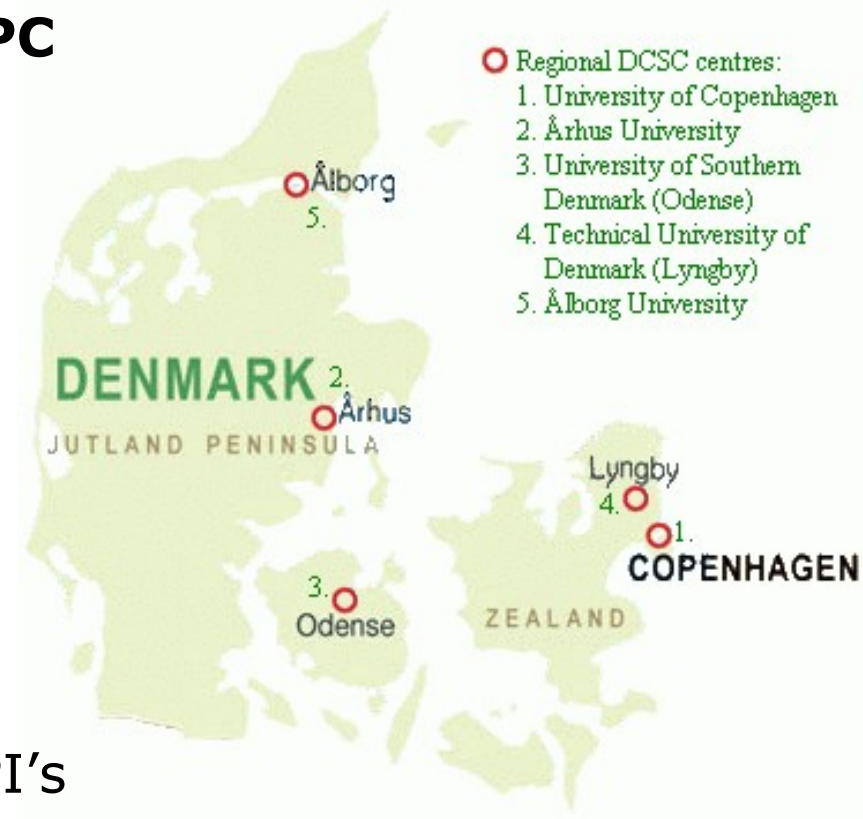 PC
Regional DCSC centres:
1. University of Copenhagen
2. Århus University
3. University of Southern
Denmark (Odense)
4. Technical University of
Denmark (Lyngby)
5. Ålborg University
Ålborg
5.
DENMARK
2.
Århus
JUTLAND PENINSULA
Lyngby
4.
1.
COPENHAGEN
3.
Odense
ZEALAND
I's